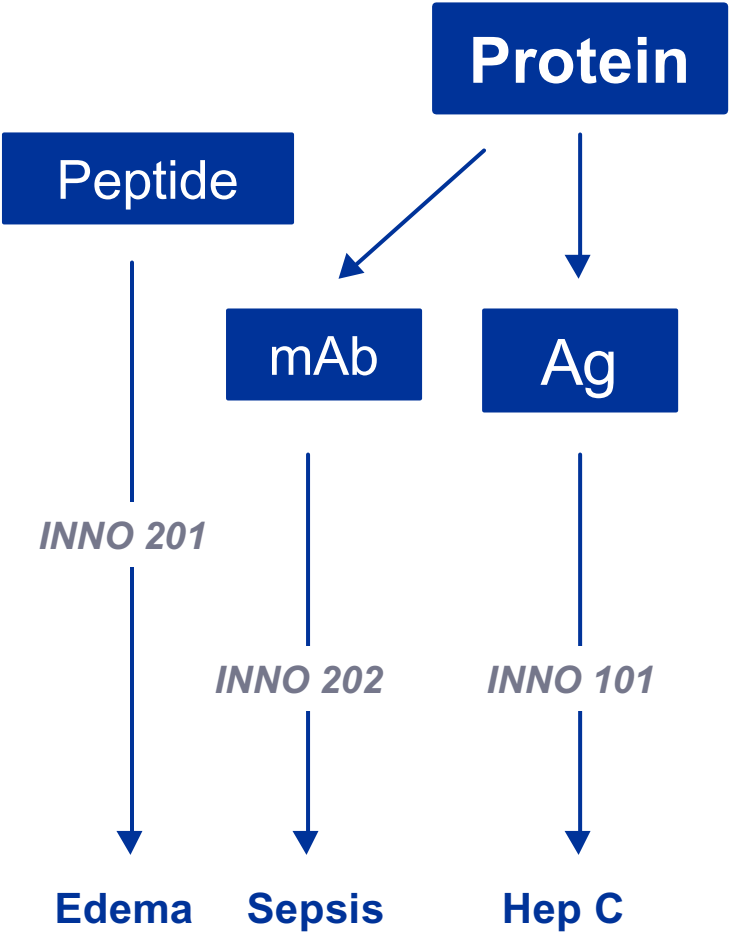 Protein
Peptide
mAb
Ag
INNO 201
INNO 202
INNO 101
Edema
Sepsis
Hep C